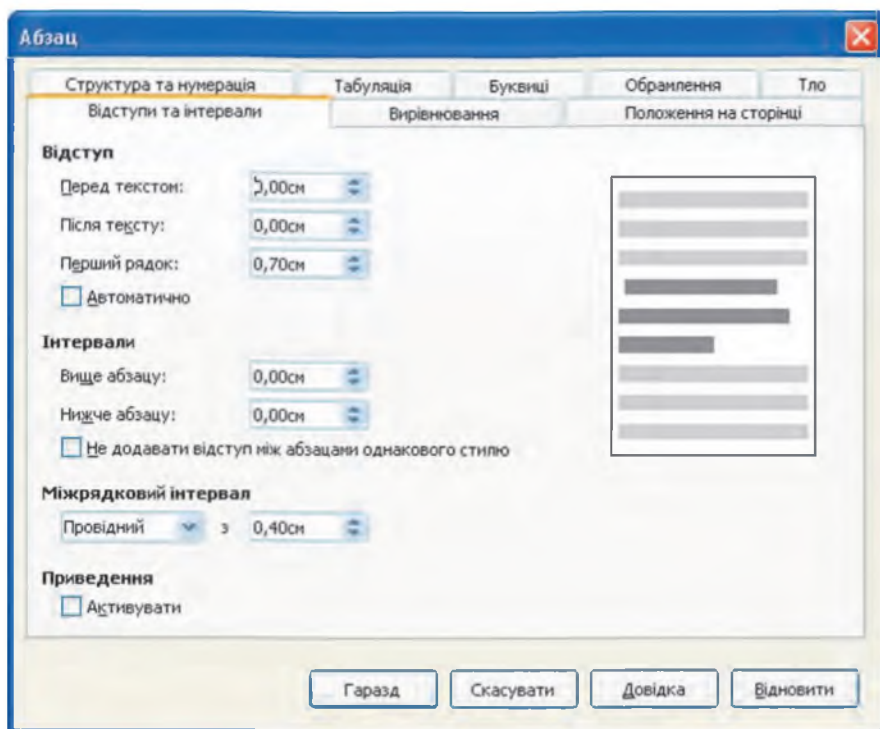 Абзац
Структура та нумерація Табуляція Буквиці Обрамлення Тло
Відступи та інтервали Вирівнювання Положення на сторінці
Відступ
Перед текстом: 0,00см
Після тексту: 0,00см
Перший рядок: 0,70см
Автоматично
Інтервали
Вище абзацу: 0,00см
Нижче абзацу: 0,00см
Не додавати відступ між абзацами однакового стилю
Міжрядковий інтервал
Провідний з 0,40см
Приведення
Активувати
Гаразд Скасувати Довідка Відновити